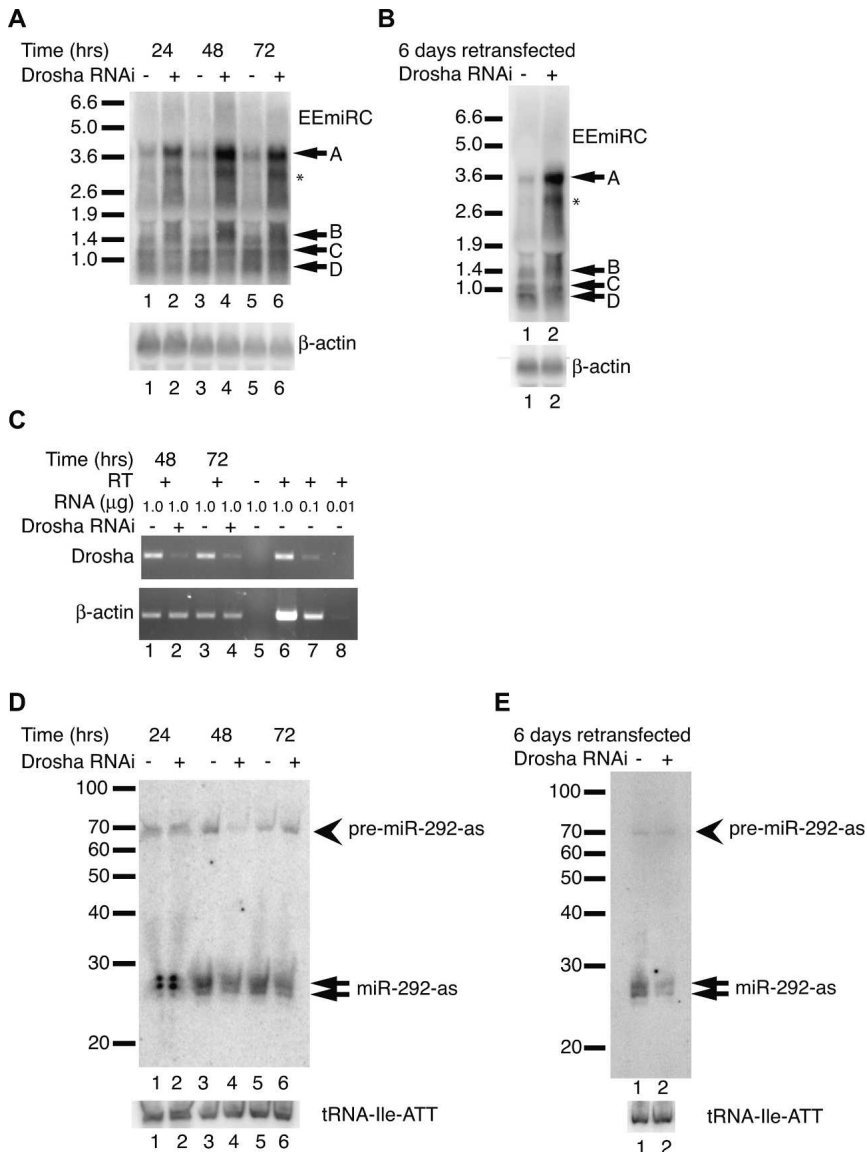 A
Time (hrs) 24 48 72
Drosha RNAi - + - + - +
6.6
5.0
3.6
2.6
1.9
1.4
1.0
EEmiRC
A
*
B
C
D
1 2 3 4 5 6
β-actin
1 2 3 4 5 6
B
6 days retransfected
Drosha RNAi - +
6.6
5.0
3.6
2.6
1.9
1.4
1.0
EEmiRC
A
*
B
C
D
1 2
β-actin
1 2
C
Time (hrs) 48 72
RT + + - + + +
RNA (μg) 1.0 1.0 1.0 1.0 1.0 1.0 0.1 0.01
Drosha RNAi - + - + - - - -
Drosha
β-actin
1 2 3 4 5 6 7 8
D
Time (hrs) 24 48 72
Drosha RNAi - + - + - +
100
70
60
50
40
30
20
pre-miR-292-as
miR-292-as
1 2 3 4 5 6
tRNA-Ile-ATT
1 2 3 4 5 6
E
6 days retransfected
Drosha RNAi - +
100
70
60
50
40
30
20
pre-miR-292-as
miR-292-as
1 2
tRNA-Ile-ATT
1 2